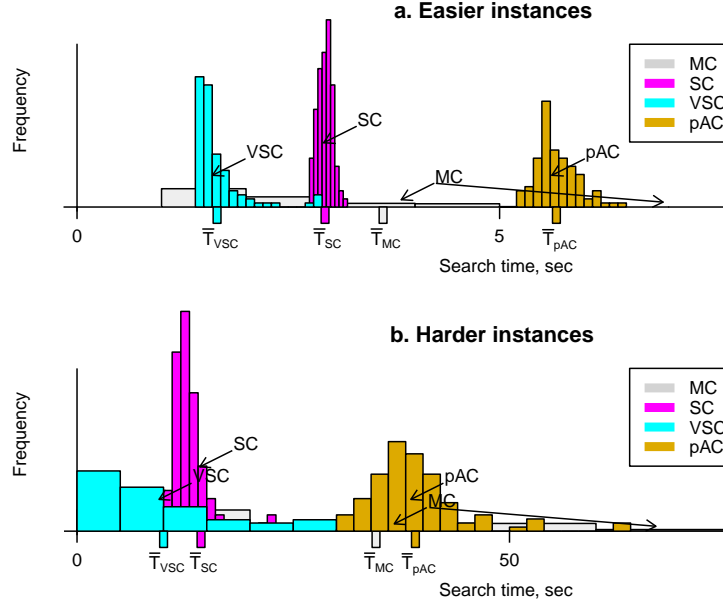 a. Easier instances
Frequency
MC
SC
VSC
pAC
VSC
SC
MC
pAC
0
5
T̿VSC
T̿SC
T̿MC
T̿pAC
Search time, sec
b. Harder instances
Frequency
MC
SC
VSC
pAC
SC
VSC
pAC
MC
0
50
T̿VSC
T̿SC
T̿MC
T̿pAC
Search time, sec